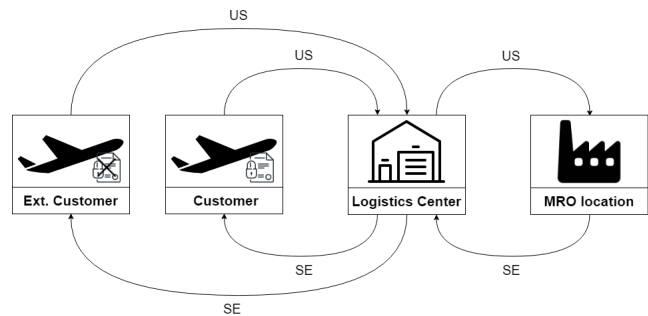 US
US
US
Ext. Customer
Customer
Logistics Center
MRO location
SE
SE
SE